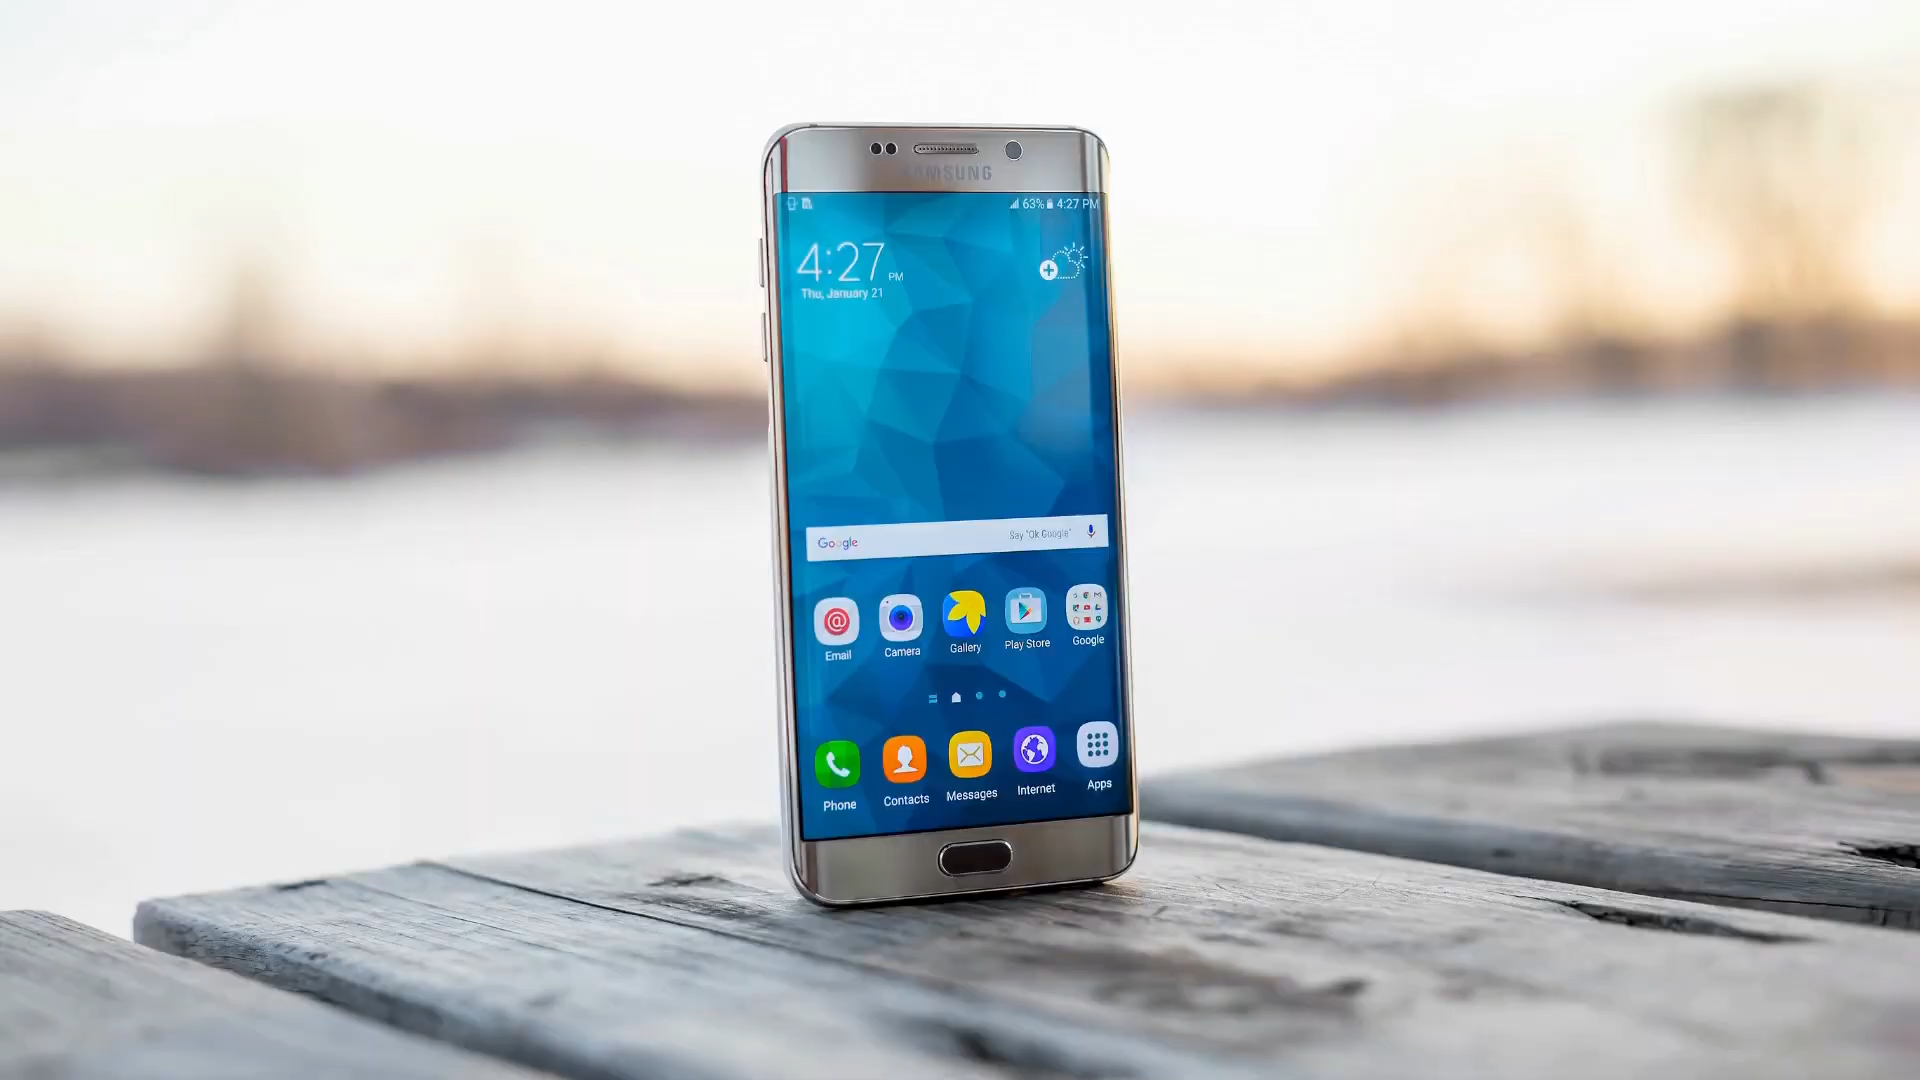 SAMSUNG
63% 4:27 PM
4:27 PM
Thu, January 21
Google Say "Ok Google"
Email Camera Gallery Play Store Google
Phone Contacts Messages Internet Apps